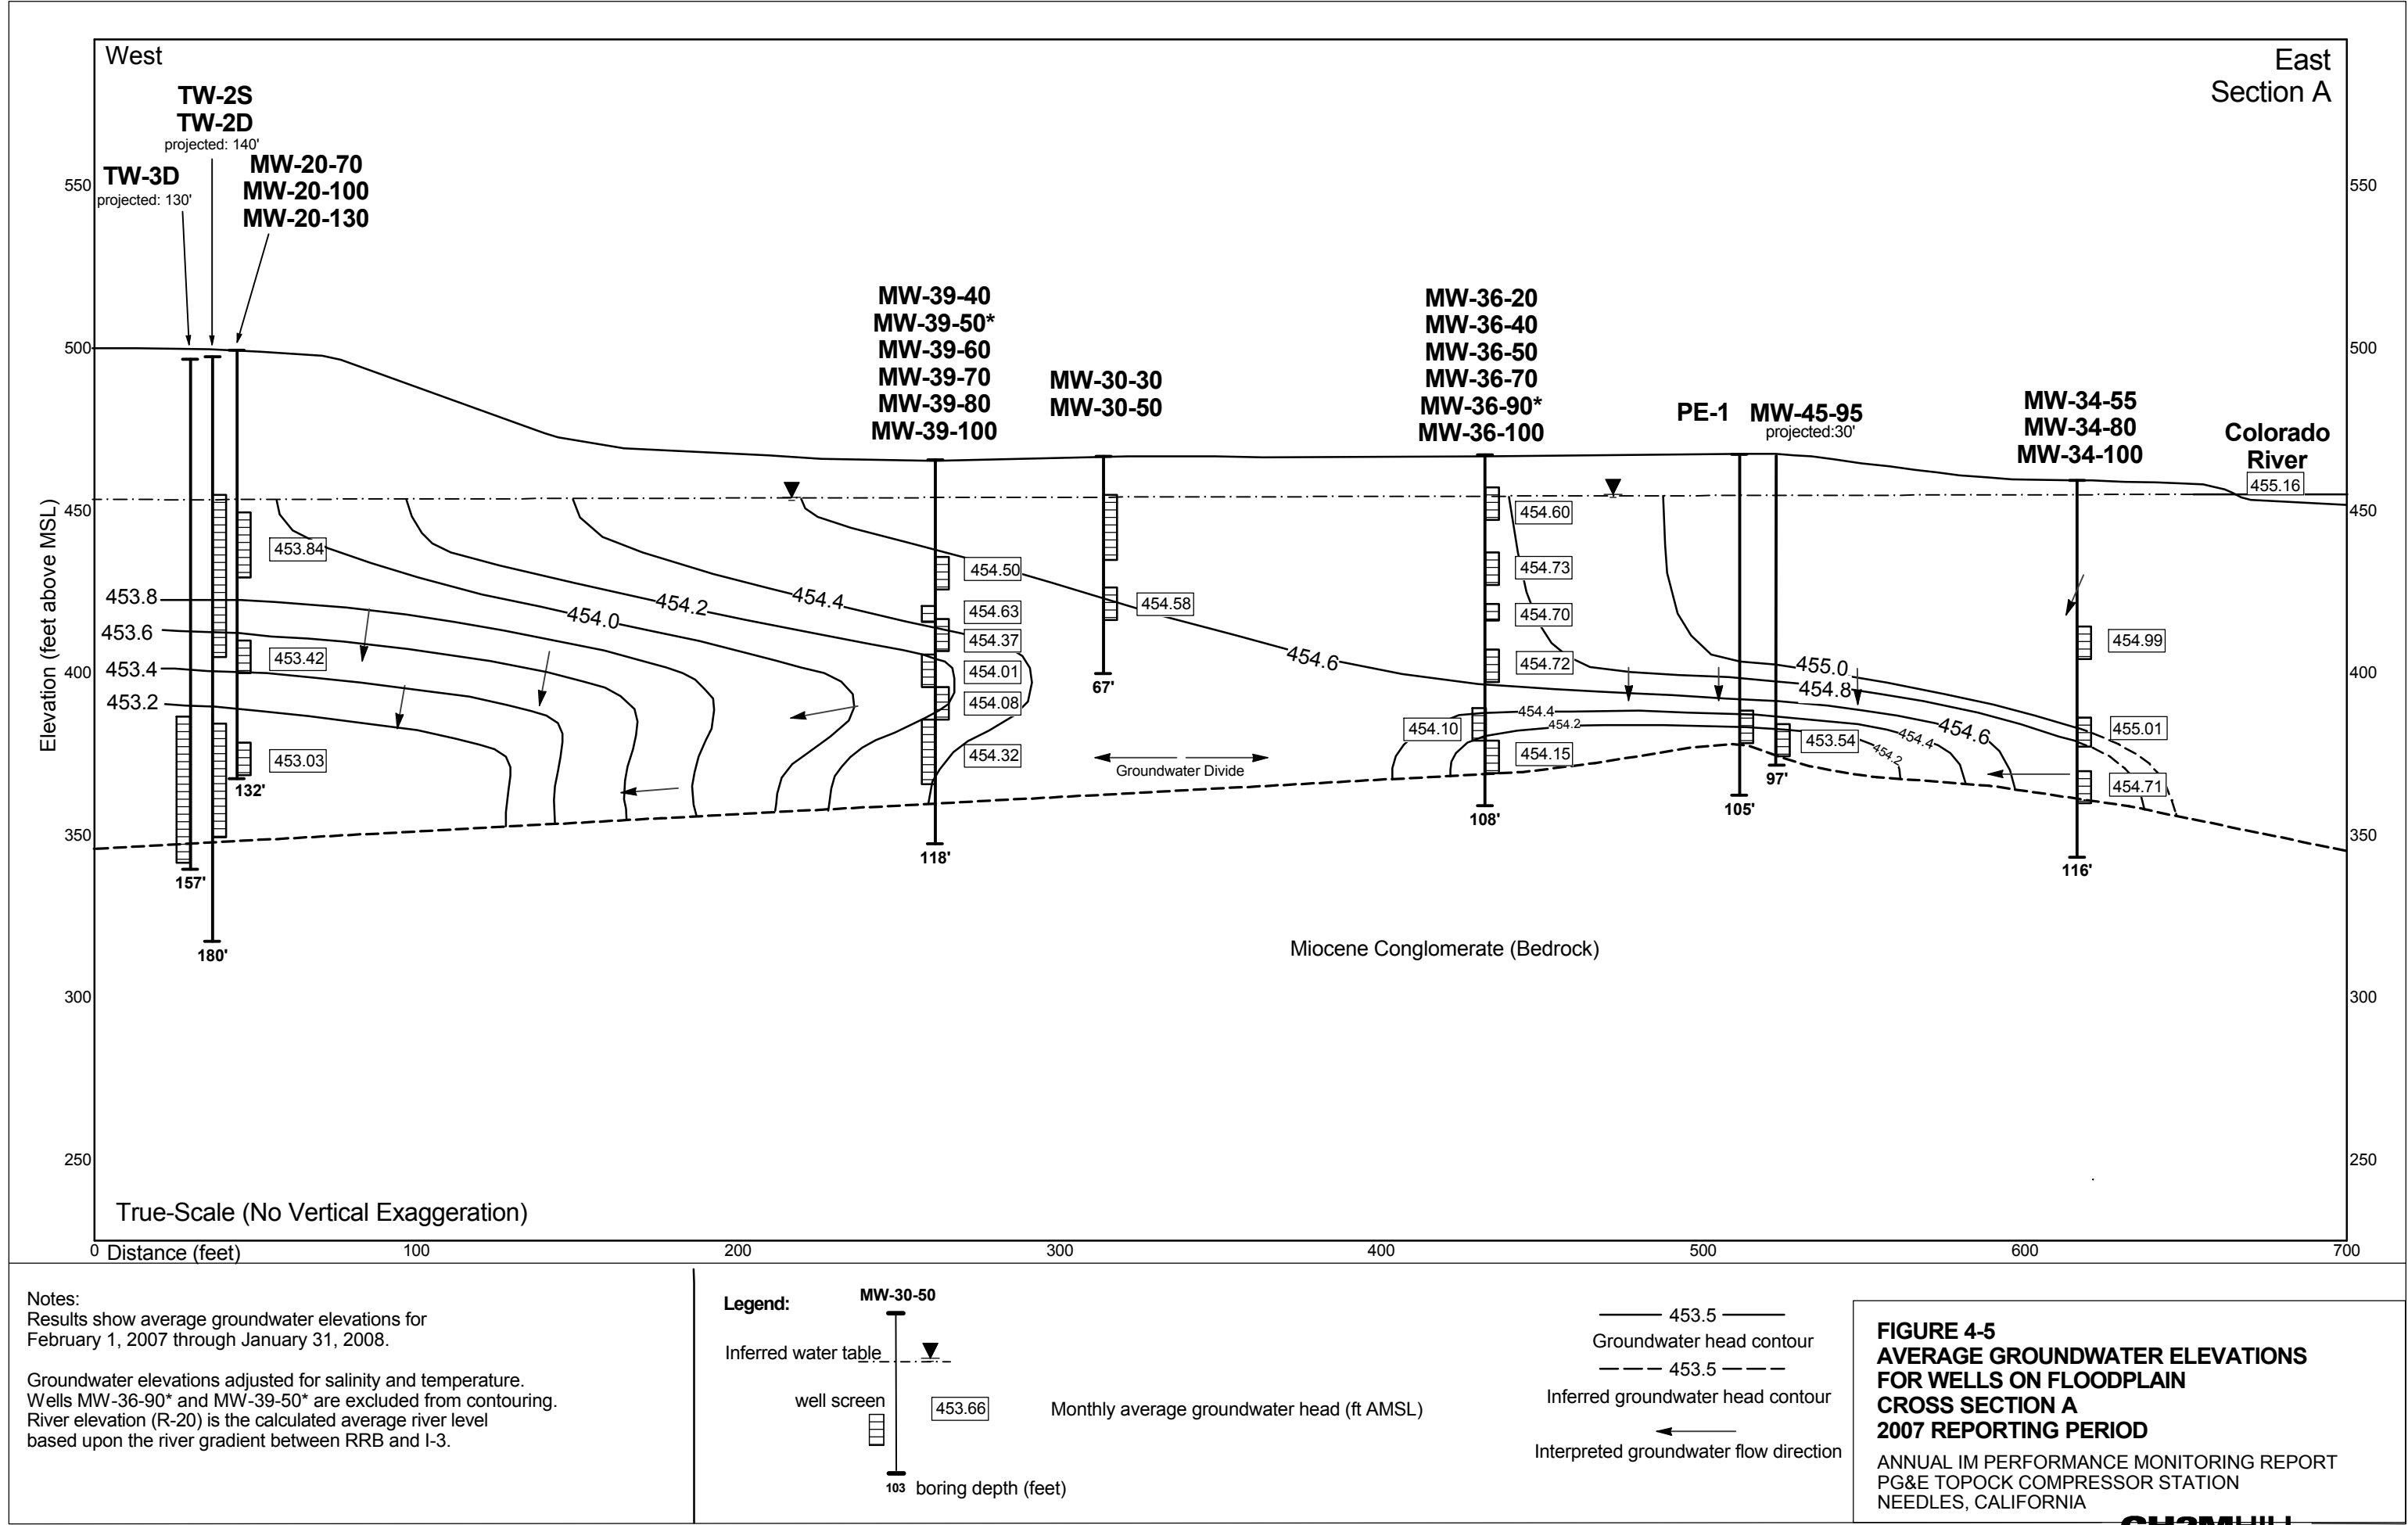 West
East
Section A
TW-2S
TW-2D
projected: 140'
TW-3D
projected: 130'
MW-20-70
MW-20-100
MW-20-130
MW-39-40
MW-39-50*
MW-39-60
MW-39-70
MW-39-80
MW-39-100
MW-30-30
MW-30-50
MW-36-20
MW-36-40
MW-36-50
MW-36-70
MW-36-90*
MW-36-100
PE-1
MW-45-95
projected:30'
MW-34-55
MW-34-80
MW-34-100
Colorado
River
455.16
550
500
450
400
350
300
250
550
500
450
400
350
300
250
Elevation (feet above MSL)
453.8
453.6
453.4
453.2
453.84
453.42
453.03
132'
157'
180'
454.0
454.2
454.4
454.50
454.63
454.37
454.01
454.08
454.32
118'
454.58
67'
454.6
Groundwater Divide
454.60
454.73
454.70
454.72
454.10
454.15
108'
454.4
454.2
455.0
454.8
454.6
454.4
454.2
453.54
105'
97'
454.99
455.01
454.71
116'
Miocene Conglomerate (Bedrock)
True-Scale (No Vertical Exaggeration)
0
Distance (feet)
100
200
300
400
500
600
700
Notes:
Results show average groundwater elevations for
February 1, 2007 through January 31, 2008.
Groundwater elevations adjusted for salinity and temperature.
Wells MW-36-90* and MW-39-50* are excluded from contouring.
River elevation (R-20) is the calculated average river level
based upon the river gradient between RRB and I-3.
Legend:
MW-30-50
Inferred water table
well screen
453.66
Monthly average groundwater head (ft AMSL)
103
boring depth (feet)
453.5
Groundwater head contour
453.5
Inferred groundwater head contour
Interpreted groundwater flow direction
FIGURE 4-5
AVERAGE GROUNDWATER ELEVATIONS
FOR WELLS ON FLOODPLAIN
CROSS SECTION A
2007 REPORTING PERIOD
ANNUAL IM PERFORMANCE MONITORING REPORT
PG&E TOPOCK COMPRESSOR STATION
NEEDLES, CALIFORNIA
CH2MHILL